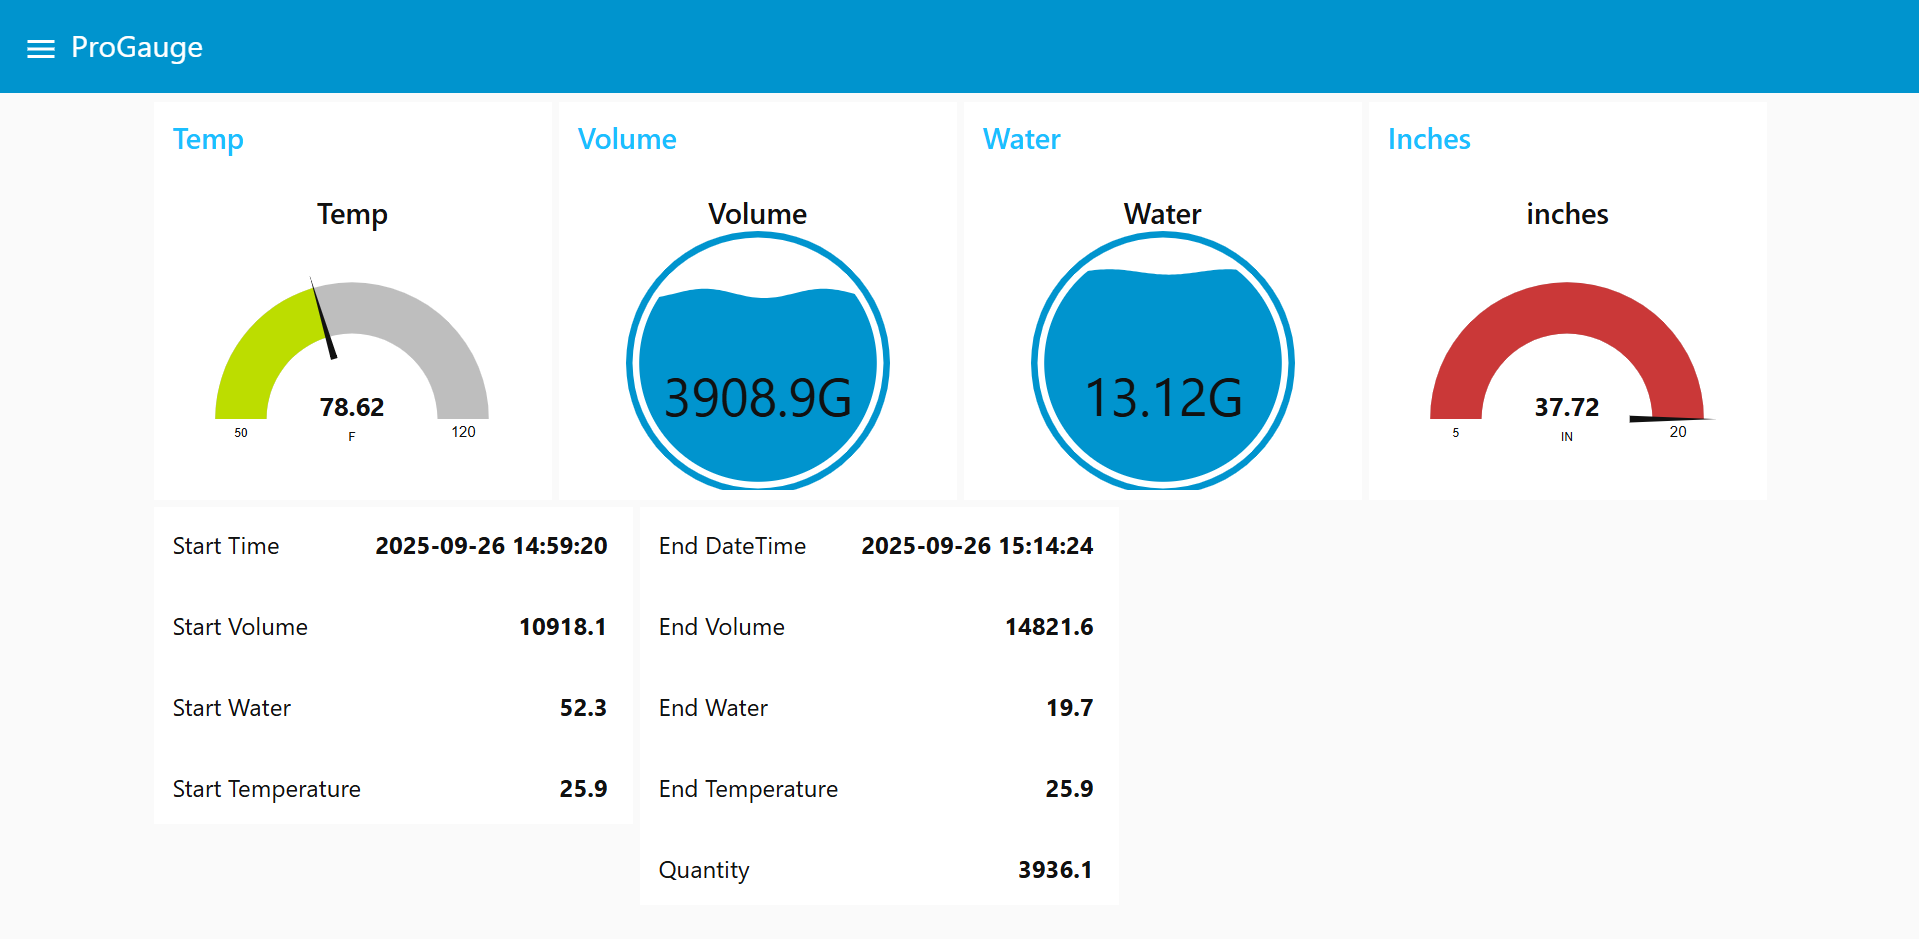 ProGauge
Temp
Volume
Water
Inches
Temp
78.62
50
F
120
Volume
3908.9G
Water
13.12G
inches
37.72
5
IN
20
Start Time 2025-09-26 14:59:20
Start Volume 10918.1
Start Water 52.3
Start Temperature 25.9
End DateTime 2025-09-26 15:14:24
End Volume 14821.6
End Water 19.7
End Temperature 25.9
Quantity 3936.1